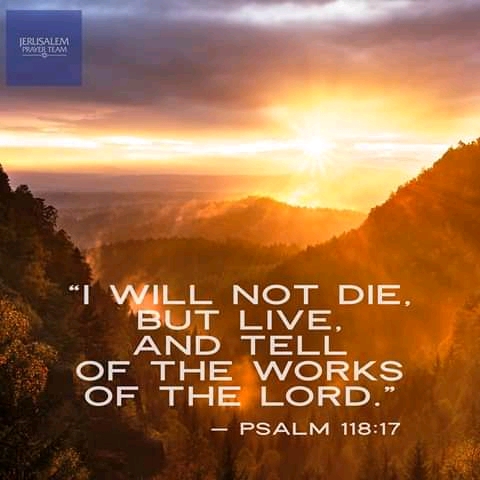 JERUSALEM
PRAYER TEAM
“I WILL NOT DIE,
BUT LIVE,
AND TELL
OF THE WORKS
OF THE LORD.”
– PSALM 118:17